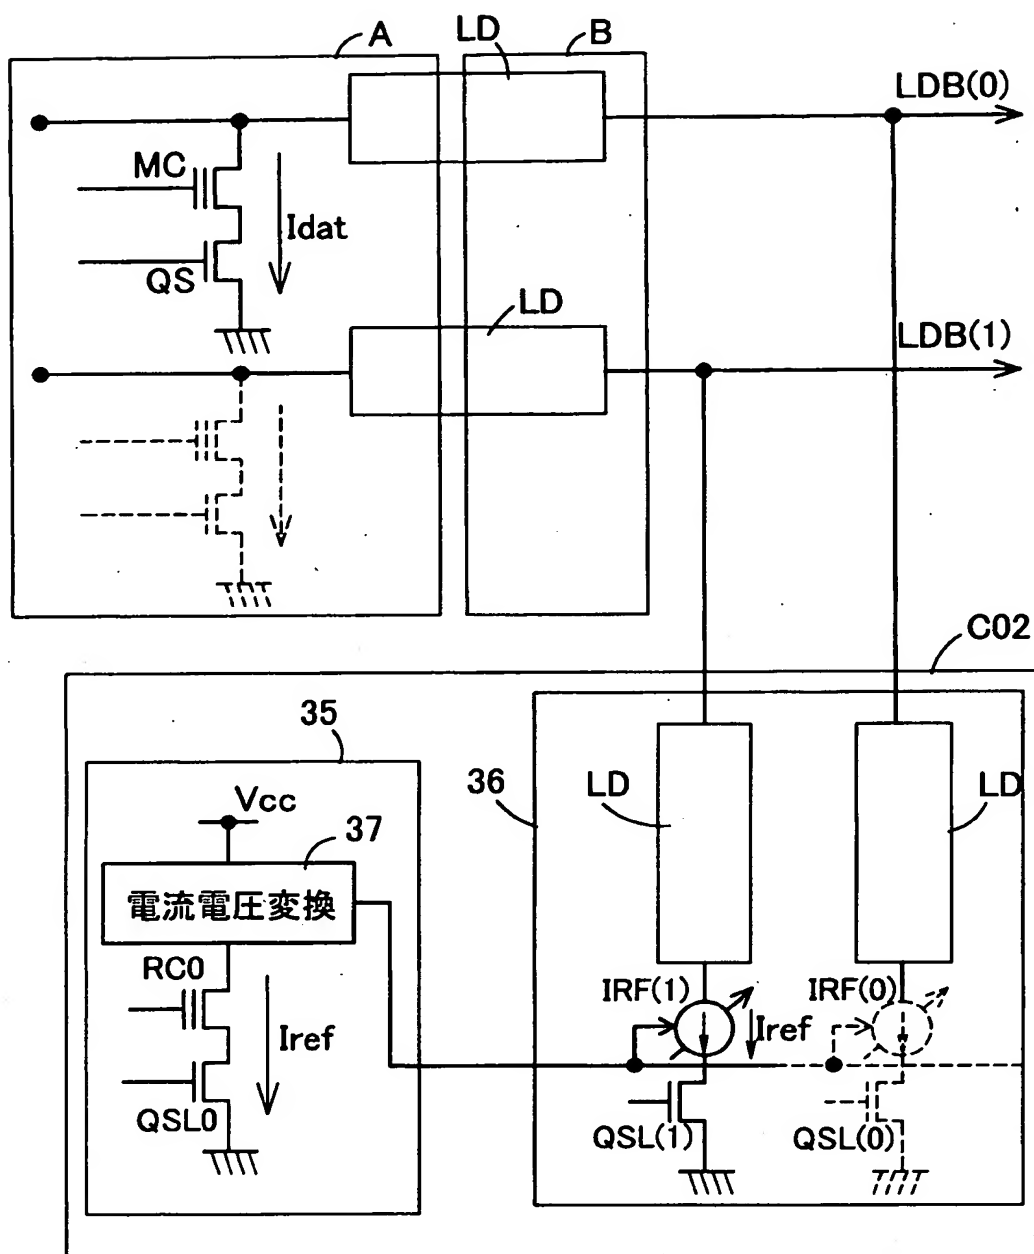 A
LD
B
LDB(0)
MC
Idat
QS
LD
LDB(1)
C02
35
36
LD
LD
Vcc
37
電流電圧変換
RC0
Iref
QSL0
IRF(1)
Iref
IRF(0)
QSL(1)
QSL(0)